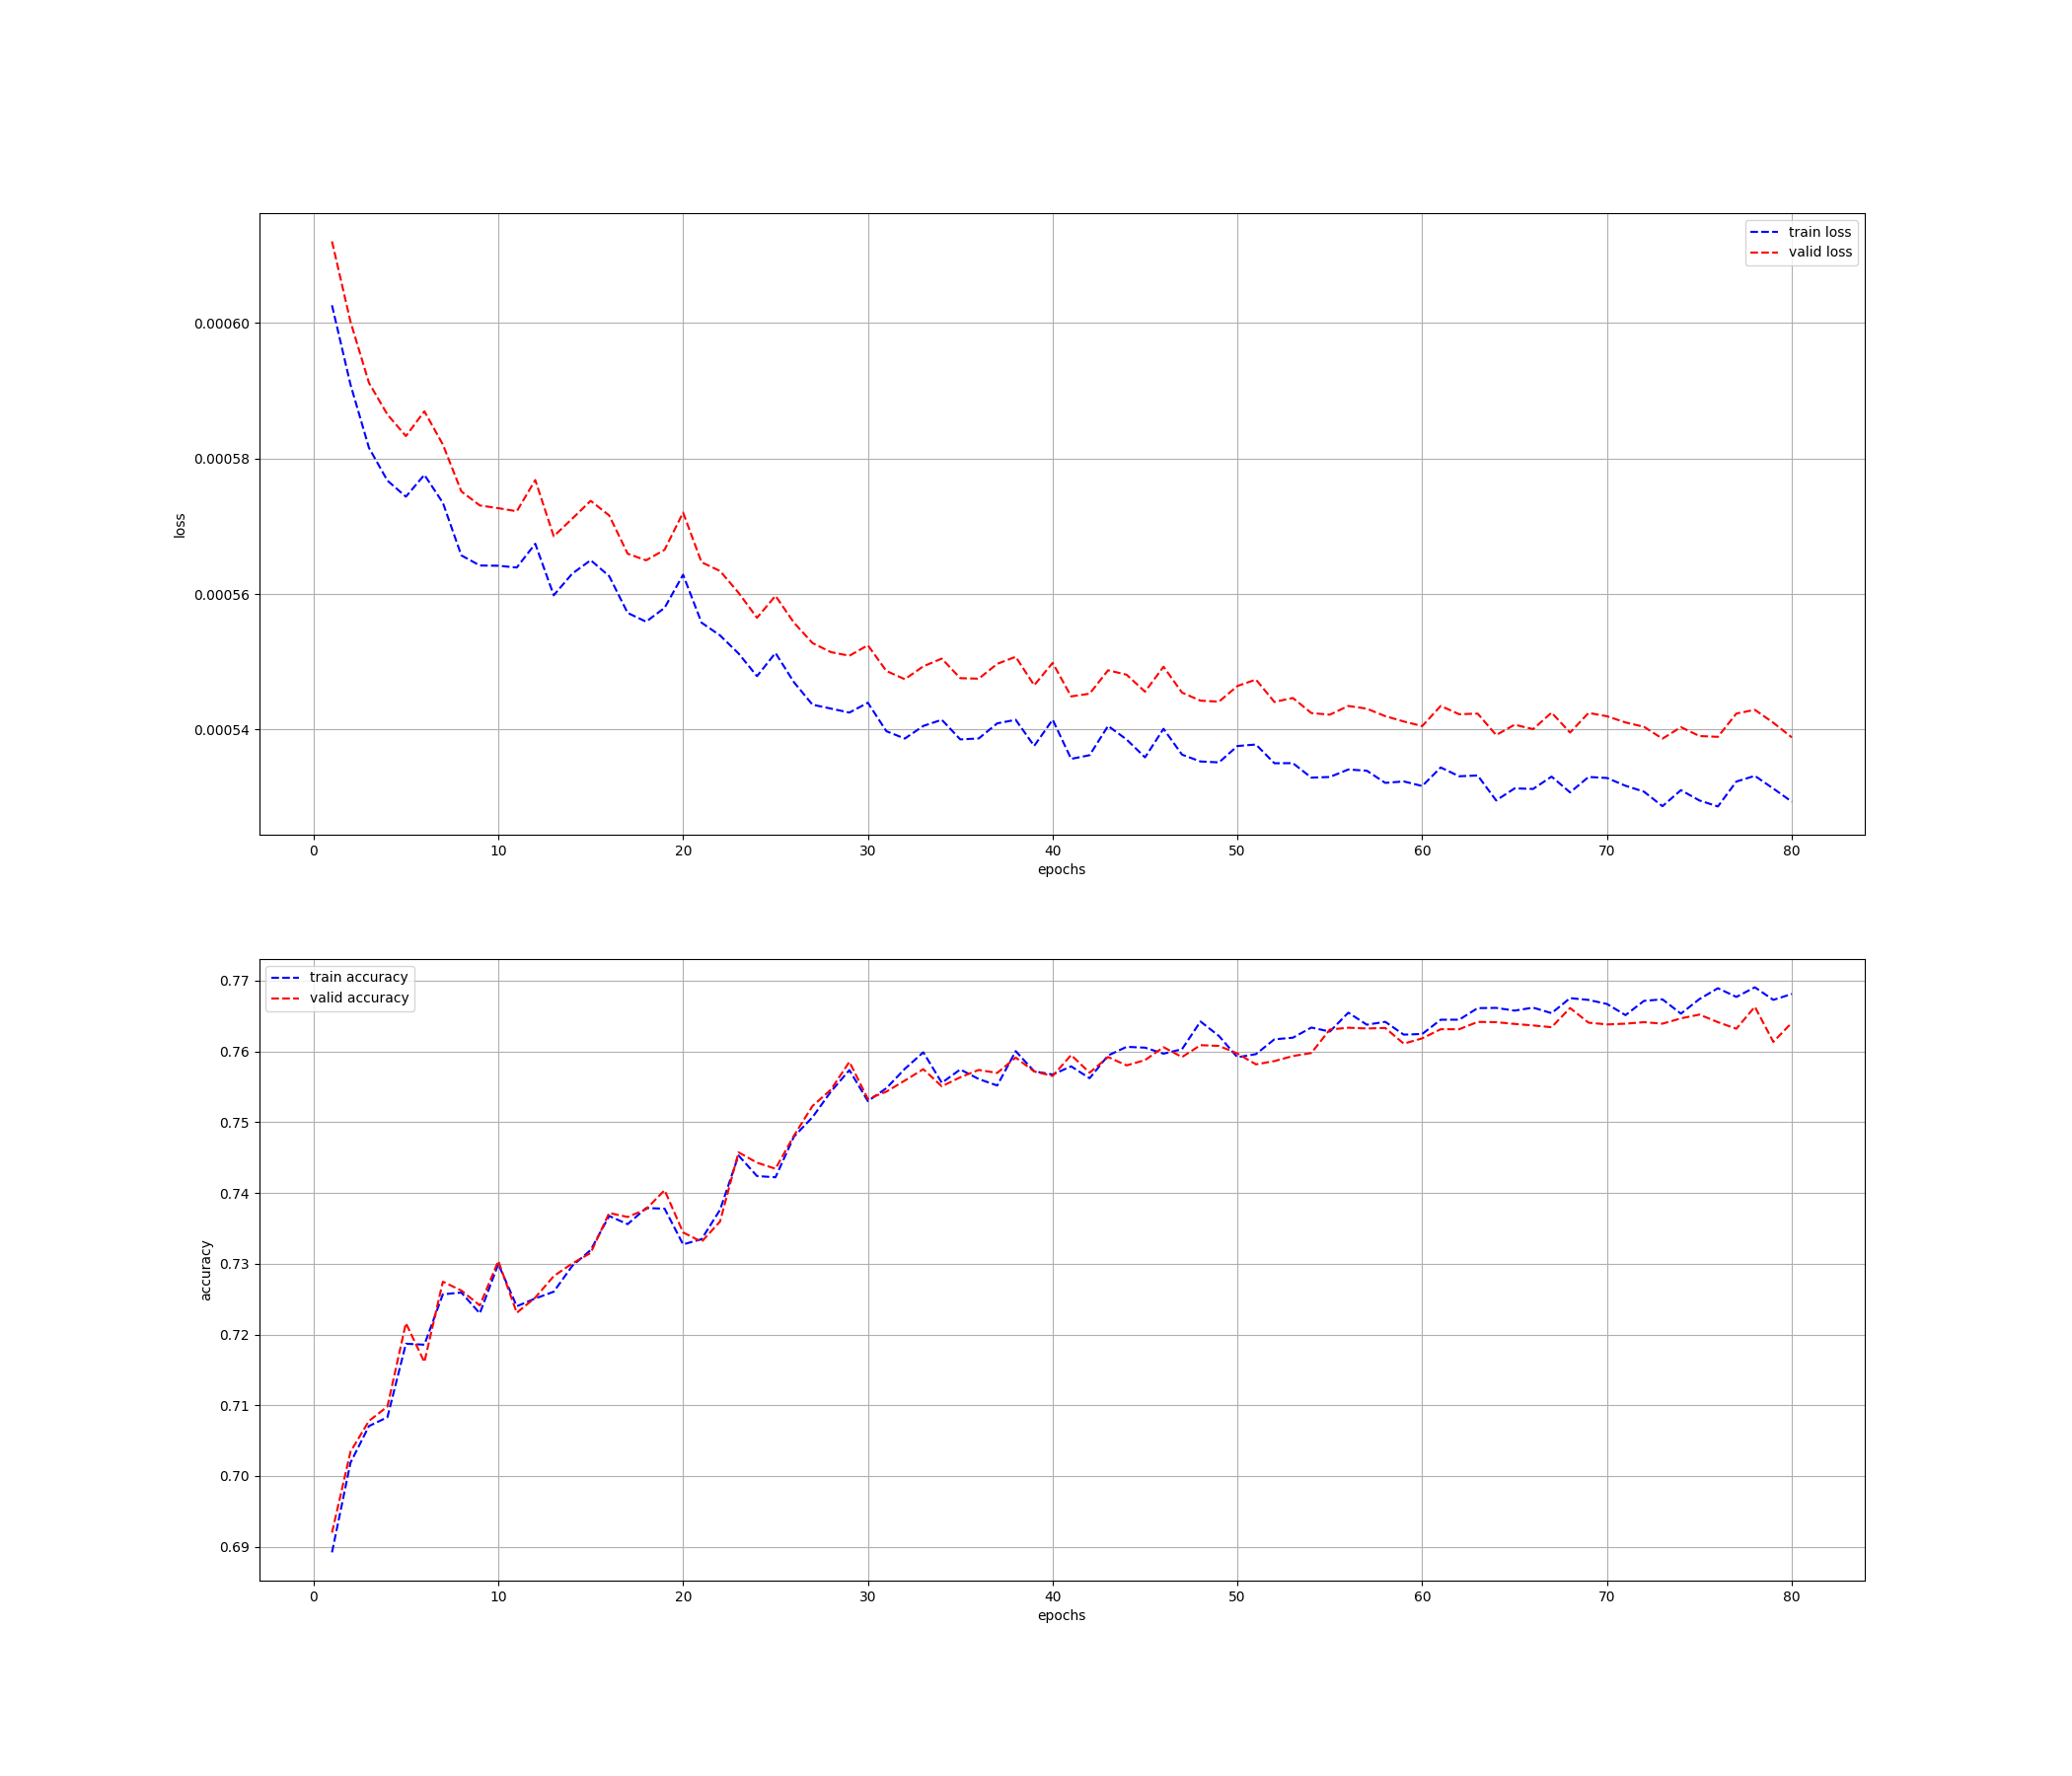 train loss
valid loss
0.00060
0.00058
0.00056
0.00054
loss
0 10 20 30 40 50 60 70 80
epochs
train accuracy
valid accuracy
0.77
0.76
0.75
0.74
0.73
0.72
0.71
0.70
0.69
accuracy
0 10 20 30 40 50 60 70 80
epochs